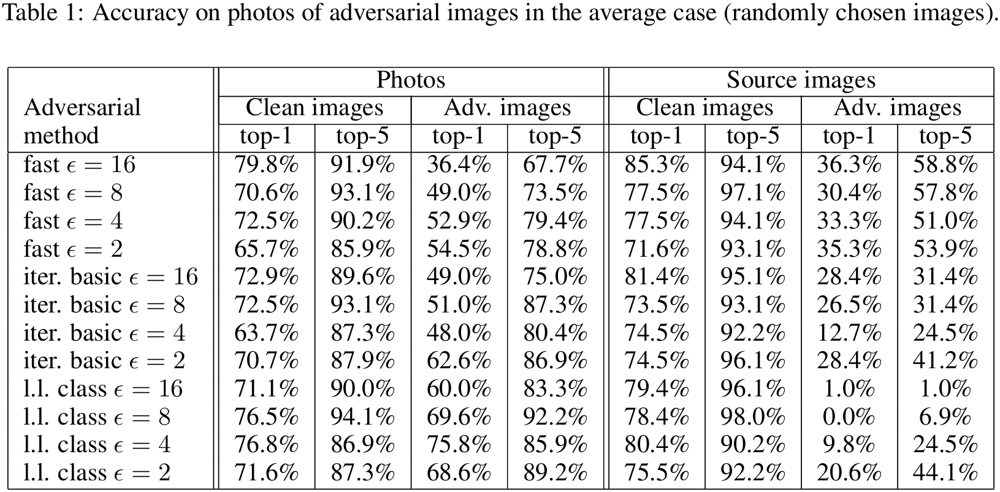 Table 1: Accuracy on photos of adversarial images in the average case (randomly chosen images).
Photos Source images
Adversarial Clean images Adv. images Clean images Adv. images
method top-1 top-5 top-1 top-5 top-1 top-5 top-1 top-5
fast ϵ = 16 79.8% 91.9% 36.4% 67.7% 85.3% 94.1% 36.3% 58.8%
fast ϵ = 8 70.6% 93.1% 49.0% 73.5% 77.5% 97.1% 30.4% 57.8%
fast ϵ = 4 72.5% 90.2% 52.9% 79.4% 77.5% 94.1% 33.3% 51.0%
fast ϵ = 2 65.7% 85.9% 54.5% 78.8% 71.6% 93.1% 35.3% 53.9%
iter. basic ϵ = 16 72.9% 89.6% 49.0% 75.0% 81.4% 95.1% 28.4% 31.4%
iter. basic ϵ = 8 72.5% 93.1% 51.0% 87.3% 73.5% 93.1% 26.5% 31.4%
iter. basic ϵ = 4 63.7% 87.3% 48.0% 80.4% 74.5% 92.2% 12.7% 24.5%
iter. basic ϵ = 2 70.7% 87.9% 62.6% 86.9% 74.5% 96.1% 28.4% 41.2%
l.l. class ϵ = 16 71.1% 90.0% 60.0% 83.3% 79.4% 96.1% 1.0% 1.0%
l.l. class ϵ = 8 76.5% 94.1% 69.6% 92.2% 78.4% 98.0% 0.0% 6.9%
l.l. class ϵ = 4 76.8% 86.9% 75.8% 85.9% 80.4% 90.2% 9.8% 24.5%
l.l. class ϵ = 2 71.6% 87.3% 68.6% 89.2% 75.5% 92.2% 20.6% 44.1%